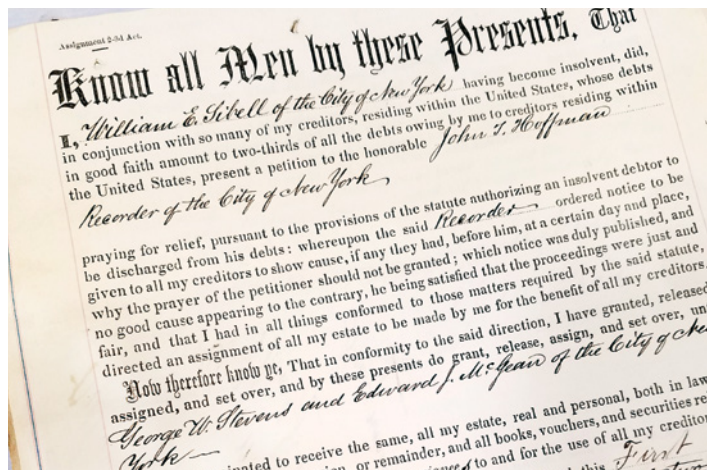 Assignment 2-3d Act.
Know all Men by these Presents, That
I, William E. Sibell of the City of New York having become insolvent, did,
in conjunction with so many of my creditors, residing within the United States, whose debts
in good faith amount to two-thirds of all the debts owing by me to creditors residing within
the United States, present a petition to the honorable John T. Hoffman
Recorder of the City of New York
praying for relief, pursuant to the provisions of the statute authorizing an insolvent debtor to
be discharged from his debts: whereupon the said Recorder ordered notice to be
given to all my creditors to show cause, if any they had, before him, at a certain day and place,
why the prayer of the petitioner should not be granted; which notice was duly published, and
no good cause appearing to the contrary, he being satisfied that the proceedings were just and
fair, and that I had in all things conformed to those matters required by the said statute,
directed an assignment of all my estate to be made by me for the benefit of all my creditors.
Now therefore know ye, That in conformity to the said direction, I have granted, released
assigned, and set over, and by these presents do grant, release, assign, and set over, un
George W. Stevens and Edward J. McGean of the City of Ne
York
nated to receive the same, all my estate, real and personal, both in law
on, or remainder, and all books, vouchers, and securities re
to and for the use of all my creditor
this First